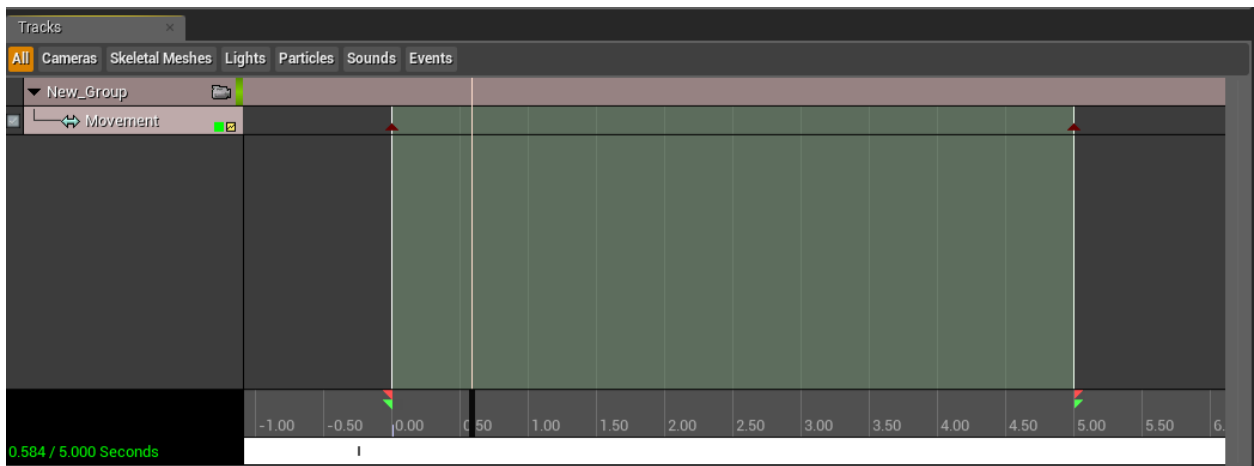 Tracks
All Cameras Skeletal Meshes Lights Particles Sounds Events
New_Group
Movement
-1.00 -0.50 0.00 0.50 1.00 1.50 2.00 2.50 3.00 3.50 4.00 4.50 5.00 5.50 6.
0.584 / 5.000 Seconds